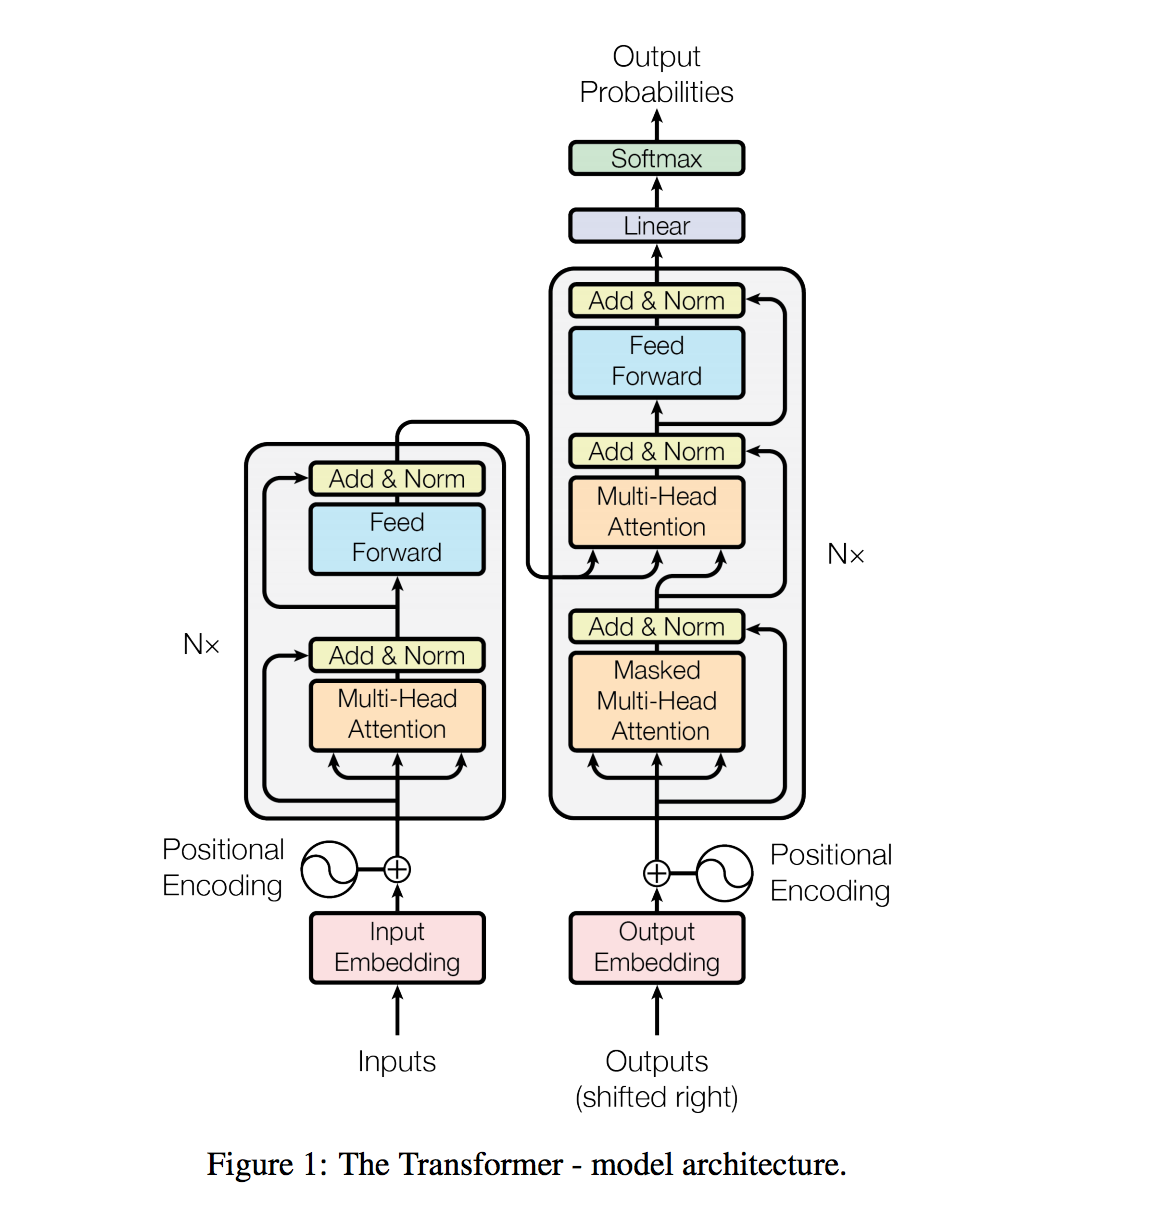 Output
Probabilities
Softmax
Linear
Add & Norm
Feed
Forward
Add & Norm
Multi-Head
Attention
Add & Norm
Masked
Multi-Head
Attention
N×
Add & Norm
Feed
Forward
Add & Norm
Multi-Head
Attention
N×
Positional
Encoding
Positional
Encoding
Input
Embedding
Output
Embedding
Inputs
Outputs
(shifted right)
Figure 1: The Transformer - model architecture.